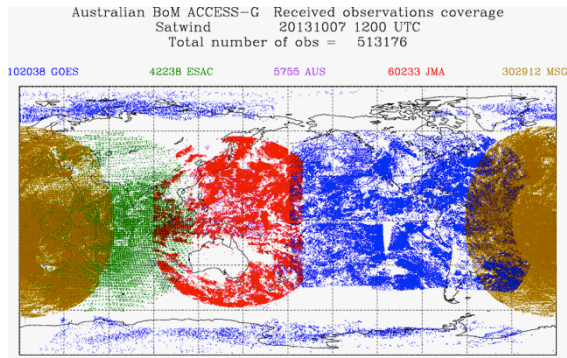 Australian BoM ACCESS-G Received observations coverage
Satwind 20131007 1200 UTC
Total number of obs = 513176
102038 GOES 42238 ESAC 5755 AUS 60233 JMA 302912 MSG